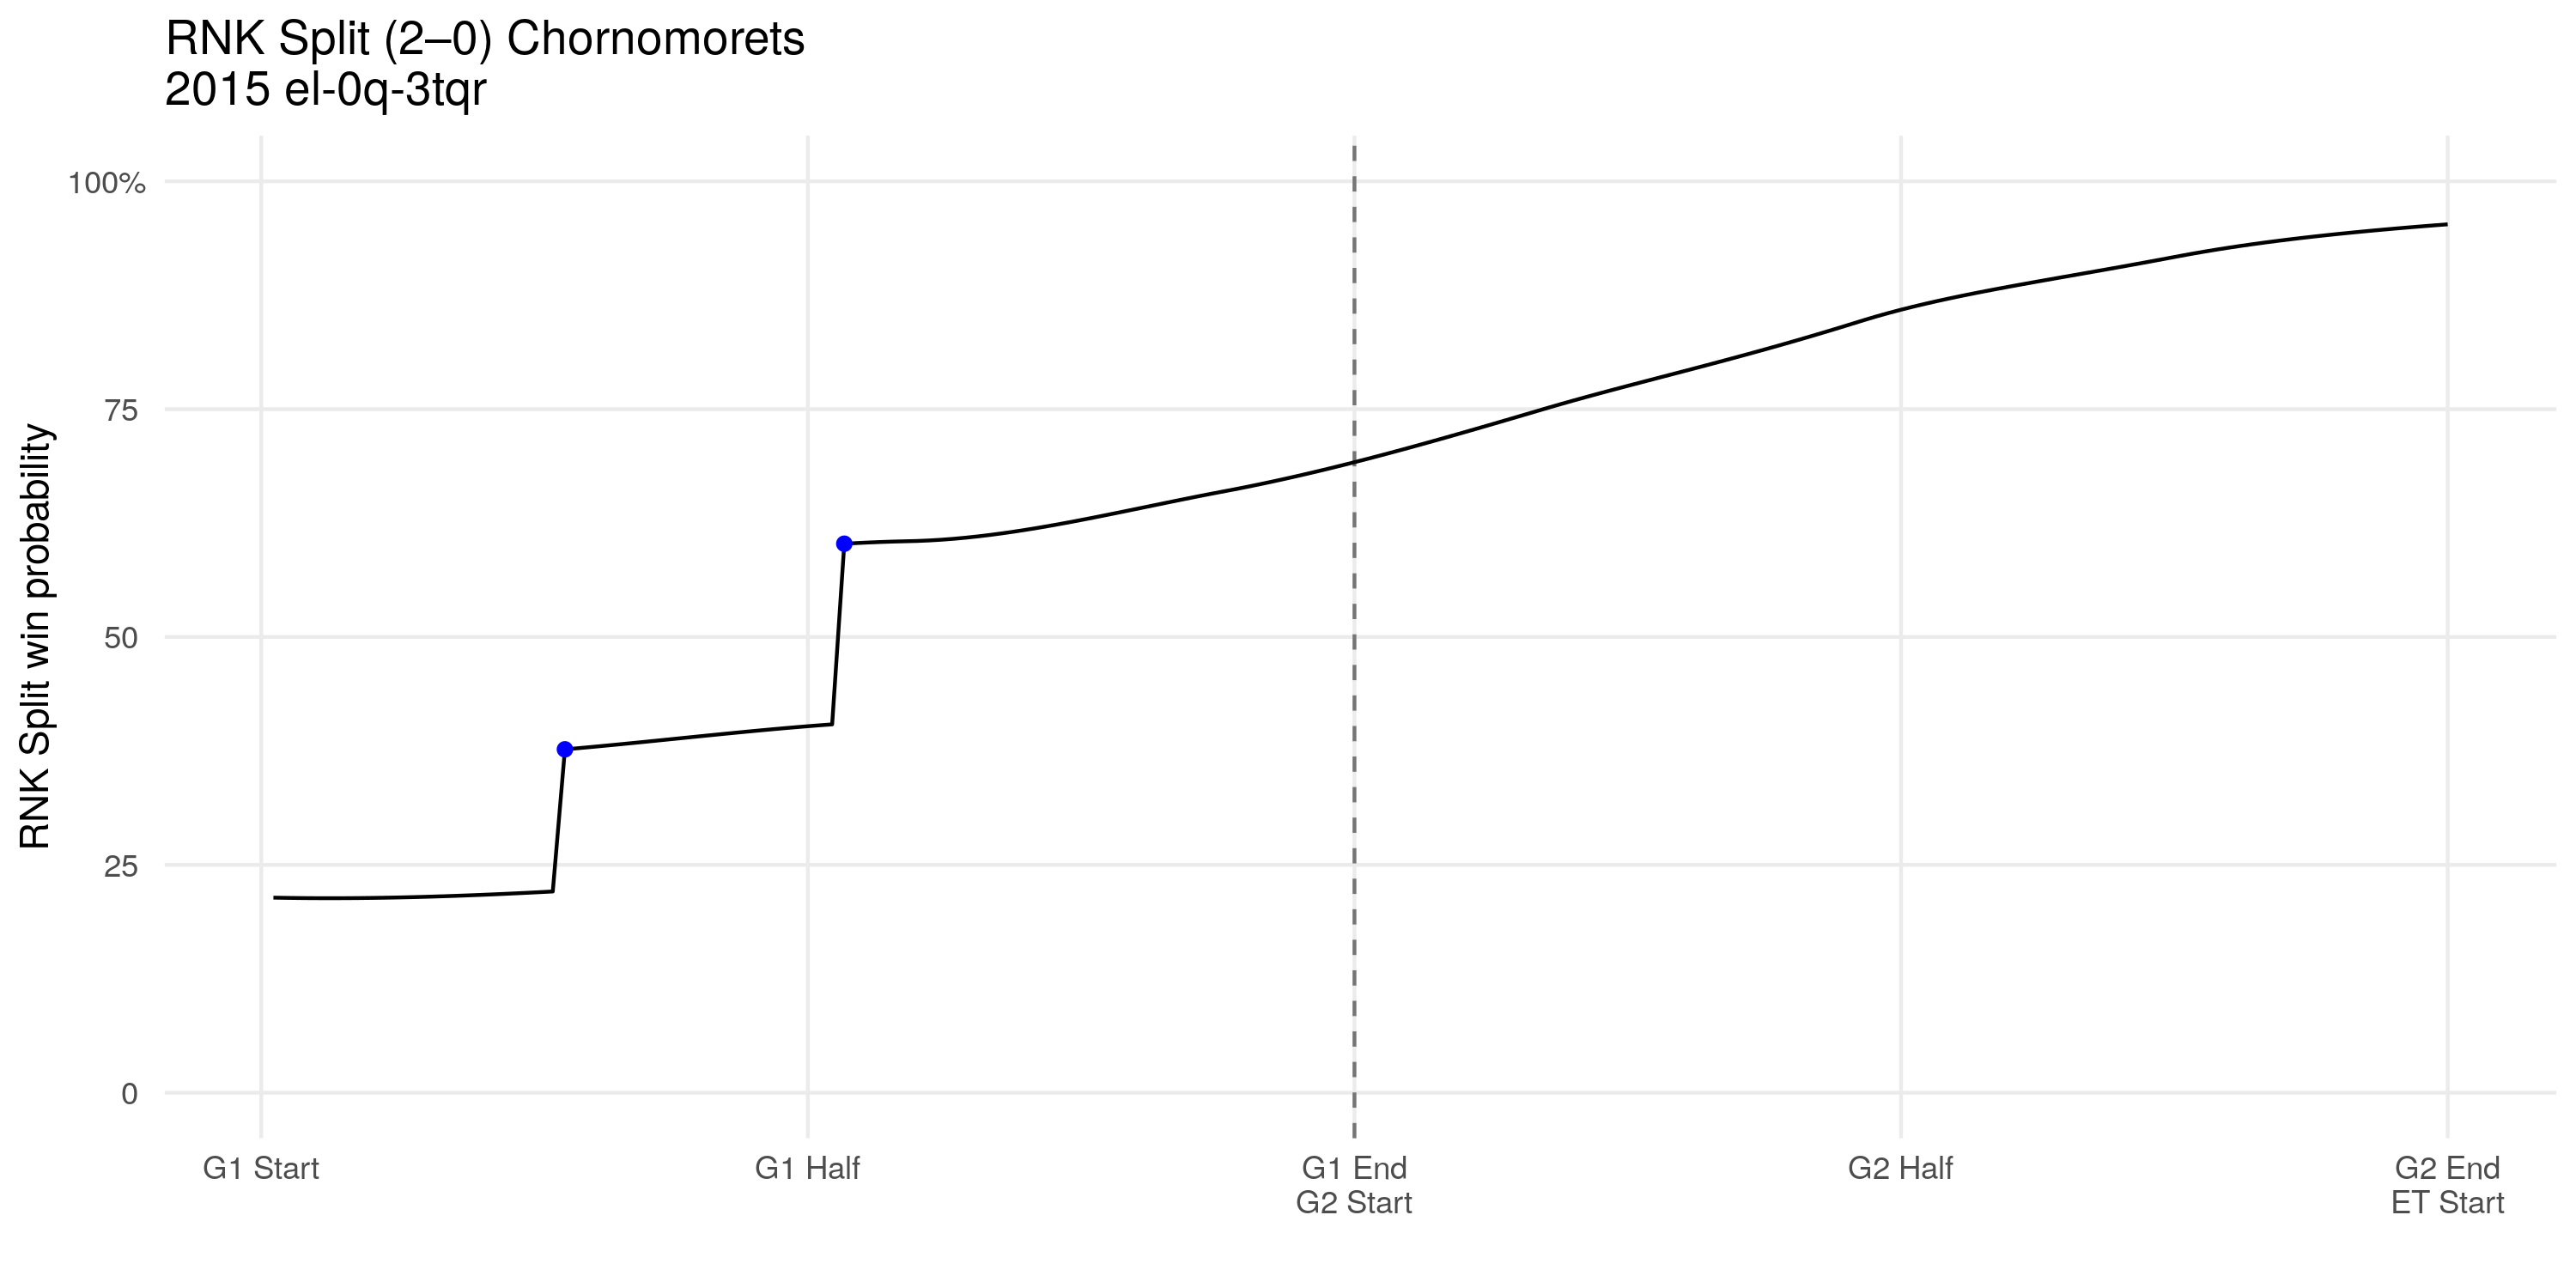 RNK Split (2–0) Chornomorets
2015 el-0q-3tqr
RNK Split win probability
100%
75
50
25
0
G1 Start
G1 Half
G1 End
G2 Start
G2 Half
G2 End
ET Start